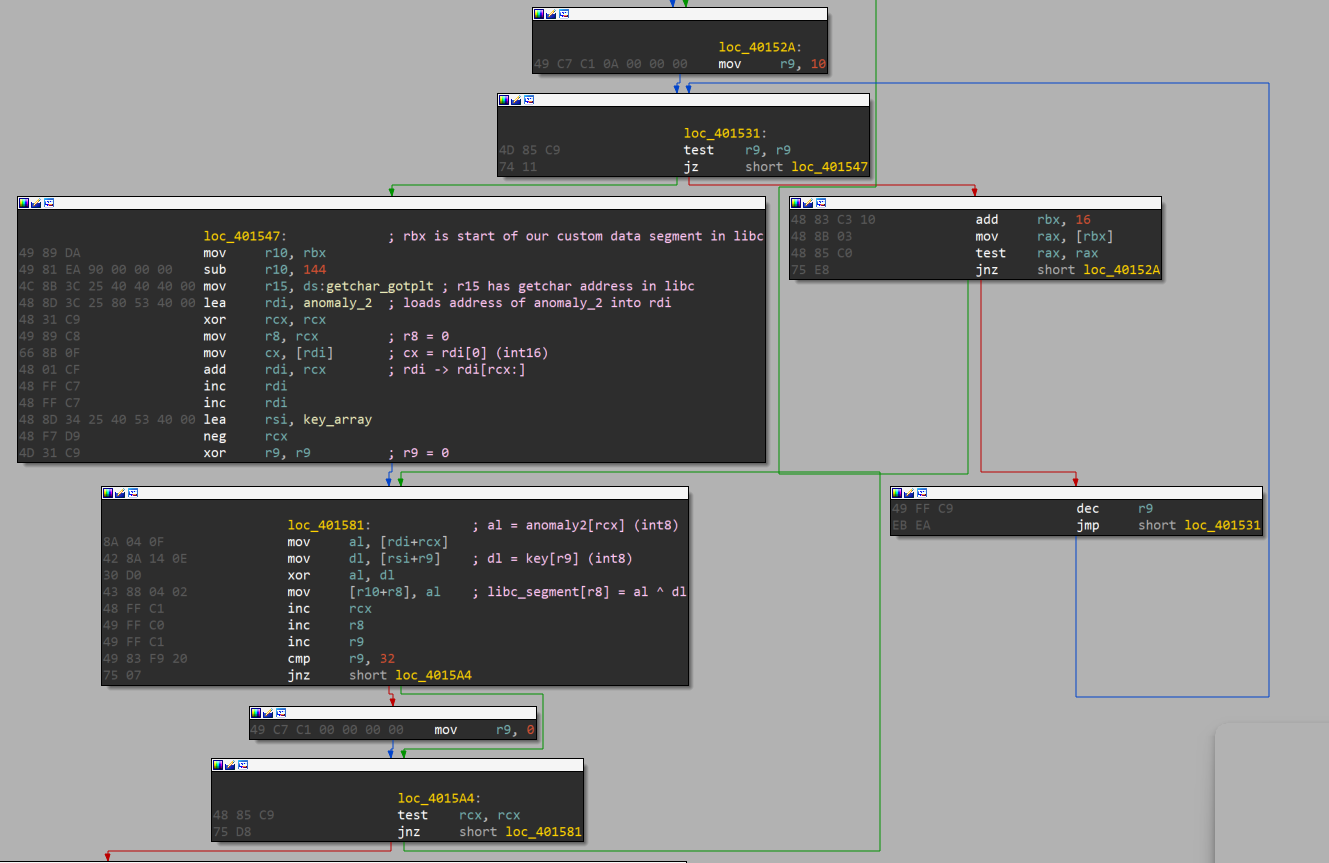 loc_40152A:
49 C7 C1 0A 00 00 00 mov r9, 10
loc_401531:
4D 85 C9 test r9, r9
74 11 jz short loc_401547
loc_401547: ; rbx is start of our custom data segment in libc
49 89 DA mov r10, rbx
49 81 EA 90 00 00 00 sub r10, 144
4C 8B 3C 25 40 40 40 00 mov r15, ds:getchar_gotplt ; r15 has getchar address in libc
48 8D 3C 25 80 53 40 00 lea rdi, anomaly_2 ; loads address of anomaly_2 into rdi
48 31 C9 xor rcx, rcx
49 89 C8 mov r8, rcx ; r8 = 0
66 8B 0F mov cx, [rdi] ; cx = rdi[0] (int16)
48 01 CF add rdi, rcx ; rdi -> rdi[rcx:]
48 FF C7 inc rdi
48 FF C7 inc rdi
48 8D 34 25 40 53 40 00 lea rsi, key_array
48 F7 D9 neg rcx
4D 31 C9 xor r9, r9 ; r9 = 0
48 83 C3 10 add rbx, 16
48 8B 03 mov rax, [rbx]
48 85 C0 test rax, rax
75 E8 jnz short loc_40152A
loc_401581: ; al = anomaly2[rcx] (int8)
8A 04 0F mov al, [rdi+rcx]
42 8A 14 0E mov dl, [rsi+r9] ; dl = key[r9] (int8)
30 D0 xor al, dl
43 88 04 02 mov [r10+r8], al ; libc_segment[r8] = al ^ dl
48 FF C1 inc rcx
49 FF C0 inc r8
49 FF C1 inc r9
49 83 F9 20 cmp r9, 32
75 07 jnz short loc_4015A4
49 FF C9 dec r9
EB EA jmp short loc_401531
49 C7 C1 00 00 00 00 mov r9, 0
loc_4015A4:
48 85 C9 test rcx, rcx
75 D8 jnz short loc_401581